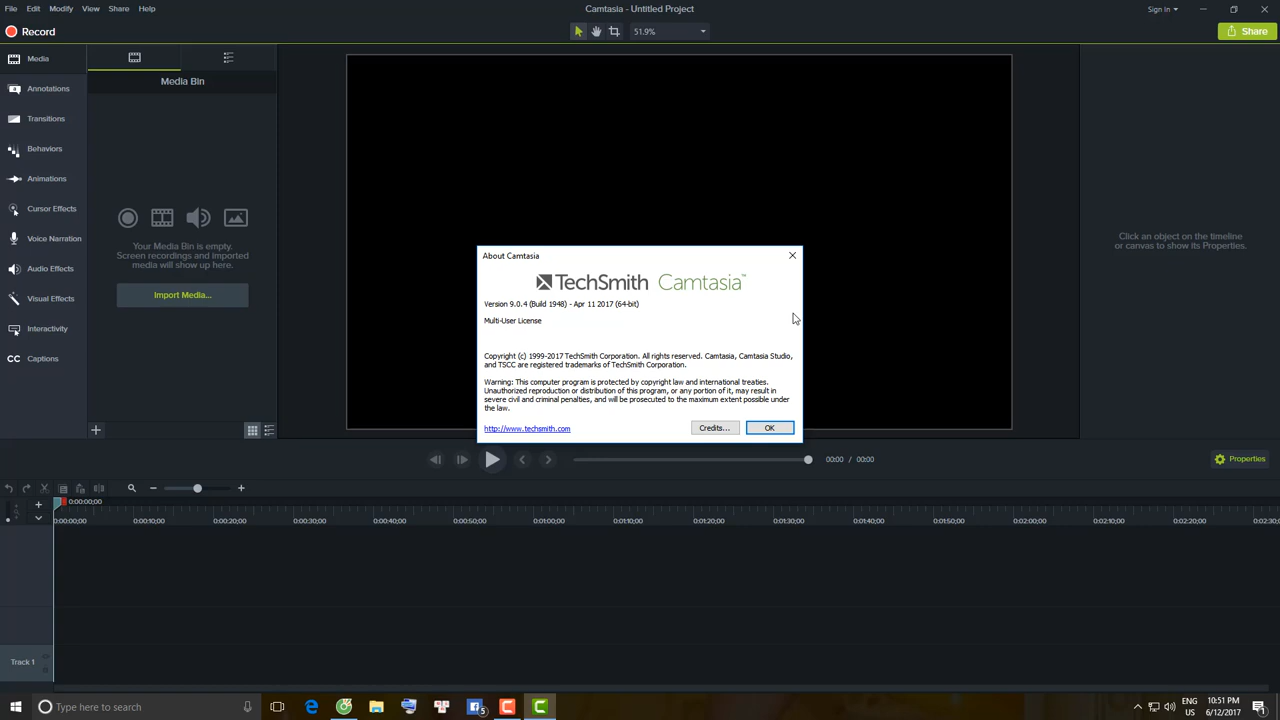 File Edit Modify View Share Help
Camtasia - Untitled Project
Sign In
Record
51.9%
Share
Media
Annotations
Transitions
Behaviors
Animations
Cursor Effects
Voice Narration
Audio Effects
Visual Effects
Interactivity
Captions
Media Bin
Your Media Bin is empty.
Screen recordings and imported
media will show up here.
Import Media...
Click an object on the timeline
or canvas to show its Properties.
About Camtasia
TechSmith Camtasia™
Version 9.0.4 (Build 1948) - Apr 11 2017 (64-bit)
Multi-User License
Copyright (c) 1999-2017 TechSmith Corporation. All rights reserved. Camtasia, Camtasia Studio,
and TSCC are registered trademarks of TechSmith Corporation.
Warning: This computer program is protected by copyright law and international treaties.
Unauthorized reproduction or distribution of this program, or any portion of it, may result in
severe civil and criminal penalties, and will be prosecuted to the maximum extent possible under
the law.
http://www.techsmith.com
Credits...
OK
00:00 / 00:00
Properties
0:00:00;00
0:00:00;00 0:00:10;00 0:00:20;00 0:00:30;00 0:00:40;00 0:00:50;00 0:01:00;00 0:01:10;00 0:01:20;00 0:01:30;00 0:01:40;00 0:01:50;00 0:02:00;00 0:02:10;00 0:02:20;00 0:02:30;
Track 1
Type here to search
5
ENG
US
10:51 PM
6/12/2017